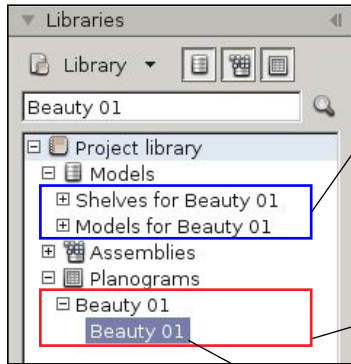 Libraries
Library
Beauty 01
Project library
Models
Shelves for Beauty 01
Models for Beauty 01
Assemblies
Planograms
Beauty 01
Beauty 01